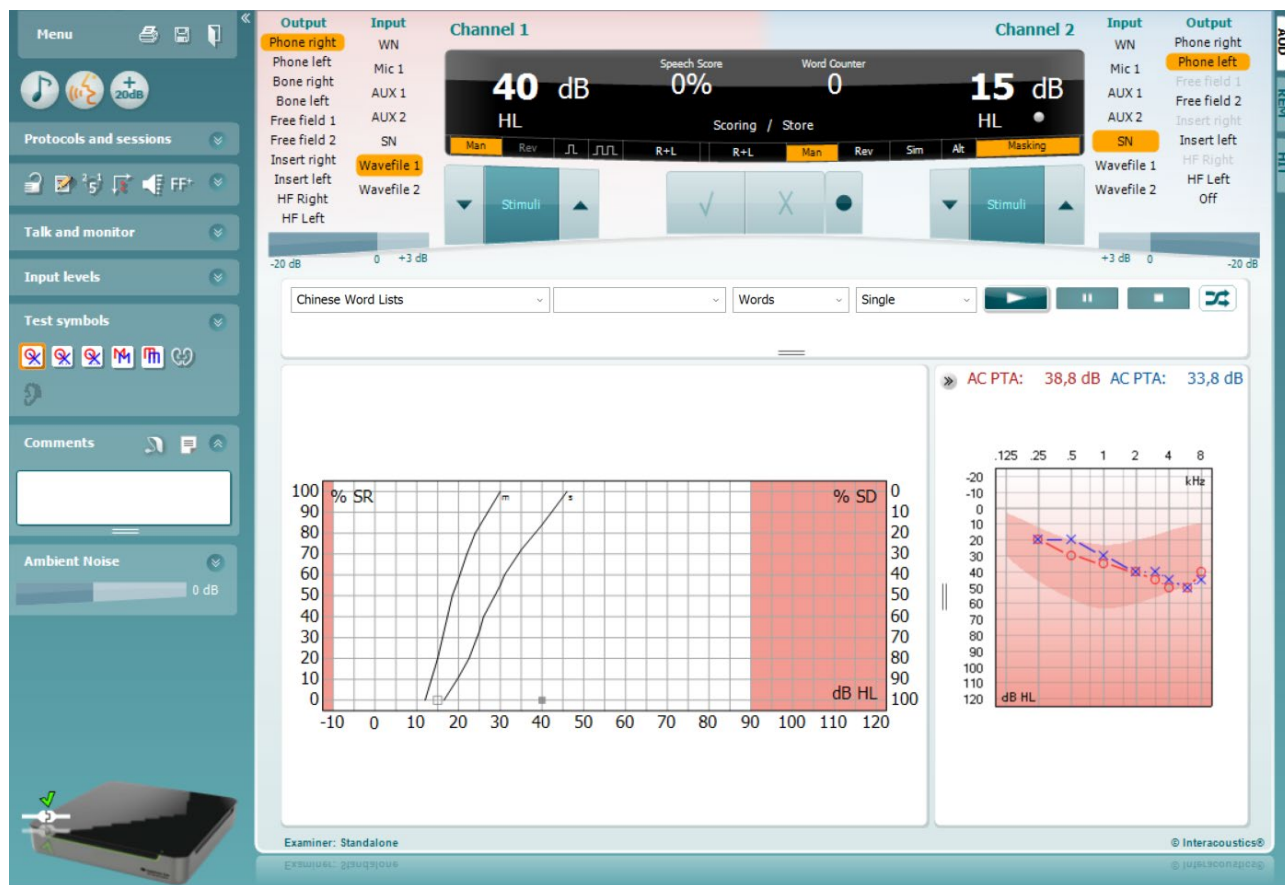 Menu
20dB
Protocols and sessions
FF+
Talk and monitor
Input levels
Test symbols
Comments
Ambient Noise
0 dB
Output
Phone right
Phone left
Bone right
Bone left
Free field 1
Free field 2
Insert right
Insert left
HF Right
HF Left
Input
WN
Mic 1
AUX 1
AUX 2
SN
Wavefile 1
Wavefile 2
-20 dB 0 +3 dB
Channel 1
Channel 2
40 dB
HL
Speech Score
0%
Word Counter
0
Scoring / Store
15 dB
HL
Man Rev R+L R+L Man Rev Sim Alt Masking
Stimuli
Stimuli
Input
WN
Mic 1
AUX 1
AUX 2
SN
Wavefile 1
Wavefile 2
Output
Phone right
Phone left
Free field 1
Free field 2
Insert right
Insert left
HF Right
HF Left
Off
+3 dB 0 -20 dB
AUD
REM
HIT
Chinese Word Lists Words Single
% SR m s % SD
100 90 80 70 60 50 40 30 20 10 0
0 10 20 30 40 50 60 70 80 90 100
dB HL
-10 0 10 20 30 40 50 60 70 80 90 100 110 120
AC PTA: 38,8 dB AC PTA: 33,8 dB
.125 .25 .5 1 2 4 8
kHz
-20
-10
0
10
20
30
40
50
60
70
80
90
100
110
120
dB HL
Examiner: Standalone
© Interacoustics®